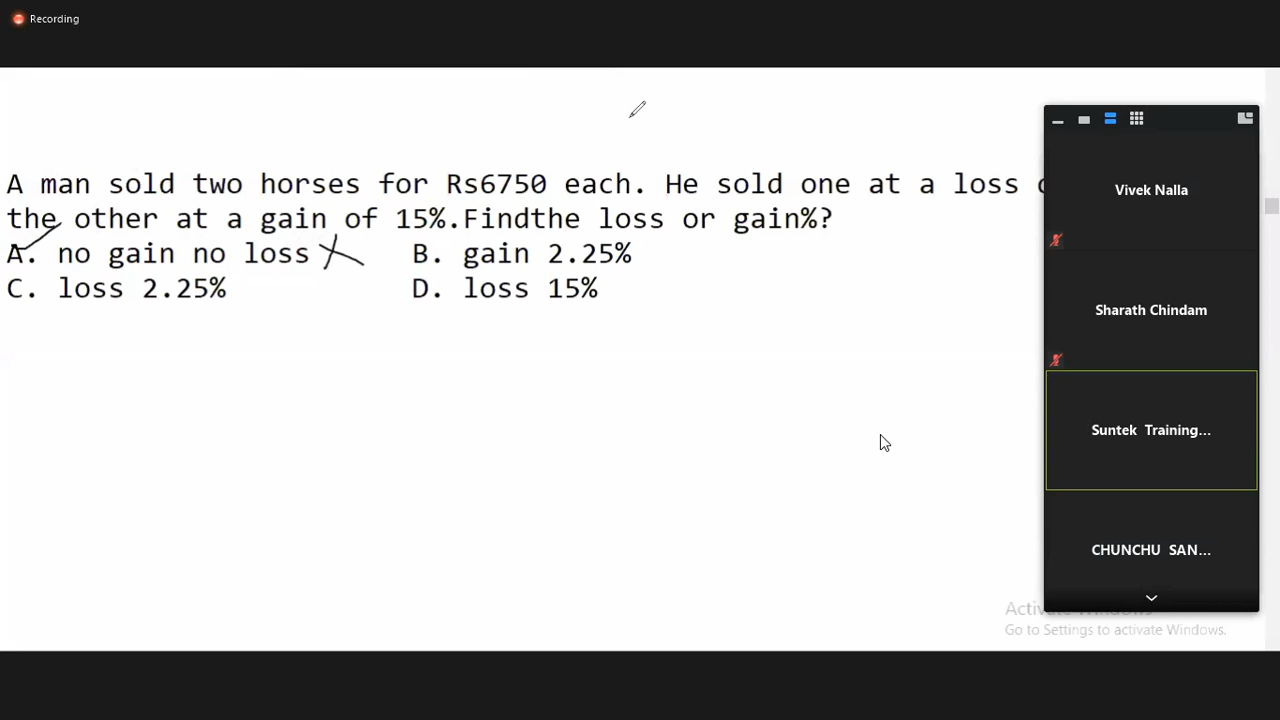 Recording
A man sold two horses for Rs6750 each. He sold one at a loss
the other at a gain of 15%.Findthe loss or gain%?
A. no gain no loss B. gain 2.25%
C. loss 2.25% D. loss 15%
Vivek Nalla
Sharath Chindam
Suntek Training...
CHUNCHU SAN...
Activate Windows
Go to Settings to activate Windows.